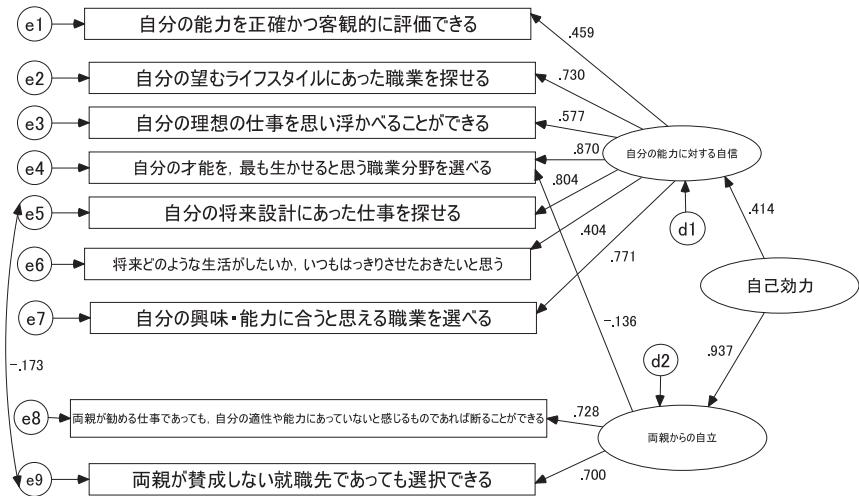 e1
自分の能力を正確かつ客観的に評価できる
.459
e2
自分の望むライフスタイルにあった職業を探せる
.730
e3
自分の理想の仕事を思い浮かべることができる
.577
e4
自分の才能を，最も生かせると思う職業分野を選べる
.870
自分の能力に対する自信
e5
自分の将来設計にあった仕事を探せる
.804
d1
.414
e6
将来どのような生活がしたいか，いつもはっきりさせたおきたいと思う
.404
.771
自己効力
e7
自分の興味・能力に合うと思える職業を選べる
-.136
-.173
d2
.937
e8
両親が勧める仕事であっても，自分の適性や能力にあっていないと感じるものであれば断ることができる
.728
両親からの自立
e9
両親が賛成しない就職先であっても選択できる
.700